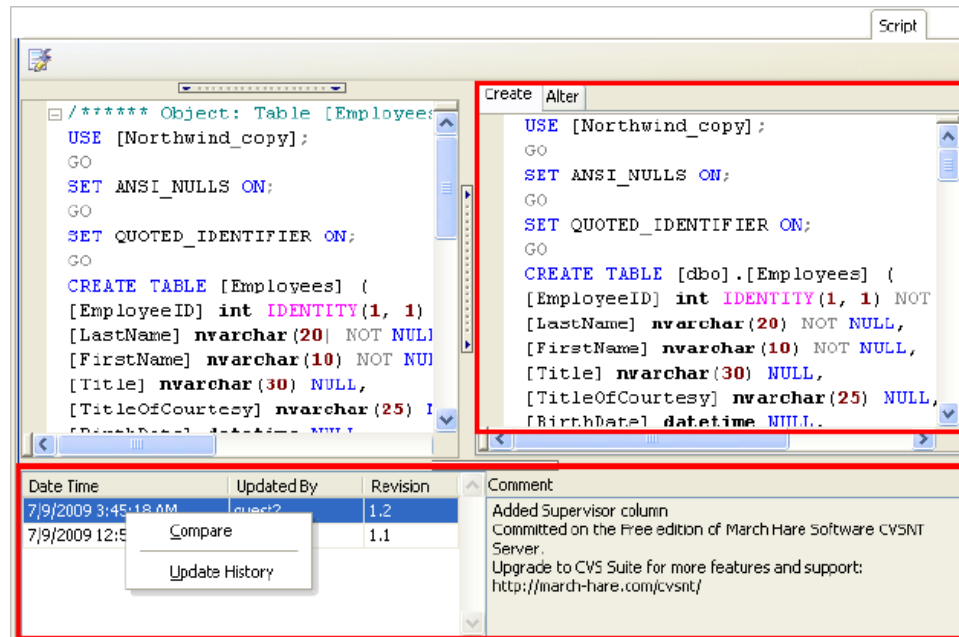 Script
/****** Object: Table [Employees
USE [Northwind_copy];
GO
SET ANSI_NULLS ON;
GO
SET QUOTED_IDENTIFIER ON;
GO
CREATE TABLE [Employees] (
[EmployeeID] int IDENTITY(1, 1)
[LastName] nvarchar(20| NOT NULL
[FirstName] nvarchar(10) NOT NUL
[Title] nvarchar(30) NULL,
[TitleOfCourtesy] nvarchar(25)
[BirthDate] datetime NULL
Create Alter
USE [Northwind_copy];
GO
SET ANSI_NULLS ON;
GO
SET QUOTED_IDENTIFIER ON;
GO
CREATE TABLE [dbo].[Employees] (
[EmployeeID] int IDENTITY(1, 1) NOT
[LastName] nvarchar(20) NOT NULL,
[FirstName] nvarchar(10) NOT NULL,
[Title] nvarchar(30) NULL,
[TitleOfCourtesy] nvarchar(25) NULL,
[BirthDate] datetime NULL.
Date Time Updated By Revision
7/9/2009 3:45:18 AM guest2 1.2
7/9/2009 12:5 1.1
Compare
Update History
Comment
Added Supervisor column
Committed on the Free edition of March Hare Software CVSNT
Server.
Upgrade to CVS Suite for more features and support:
http://march-hare.com/cvsnt/